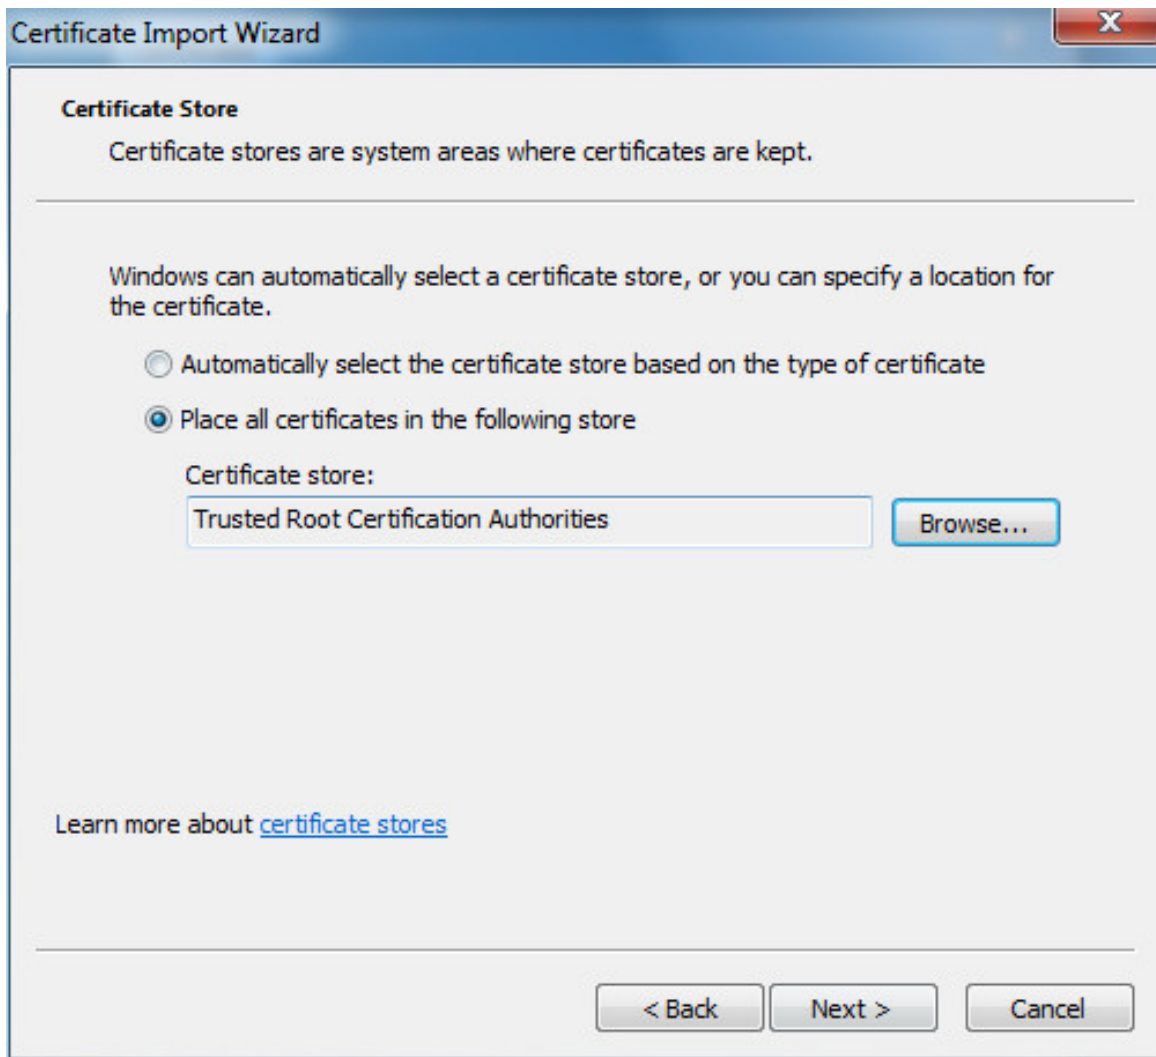 Certificate Import Wizard
Certificate Store
Certificate stores are system areas where certificates are kept.
Windows can automatically select a certificate store, or you can specify a location for
the certificate.
Automatically select the certificate store based on the type of certificate
Place all certificates in the following store
Certificate store:
Trusted Root Certification Authorities
Browse...
Learn more about certificate stores
< Back Next > Cancel